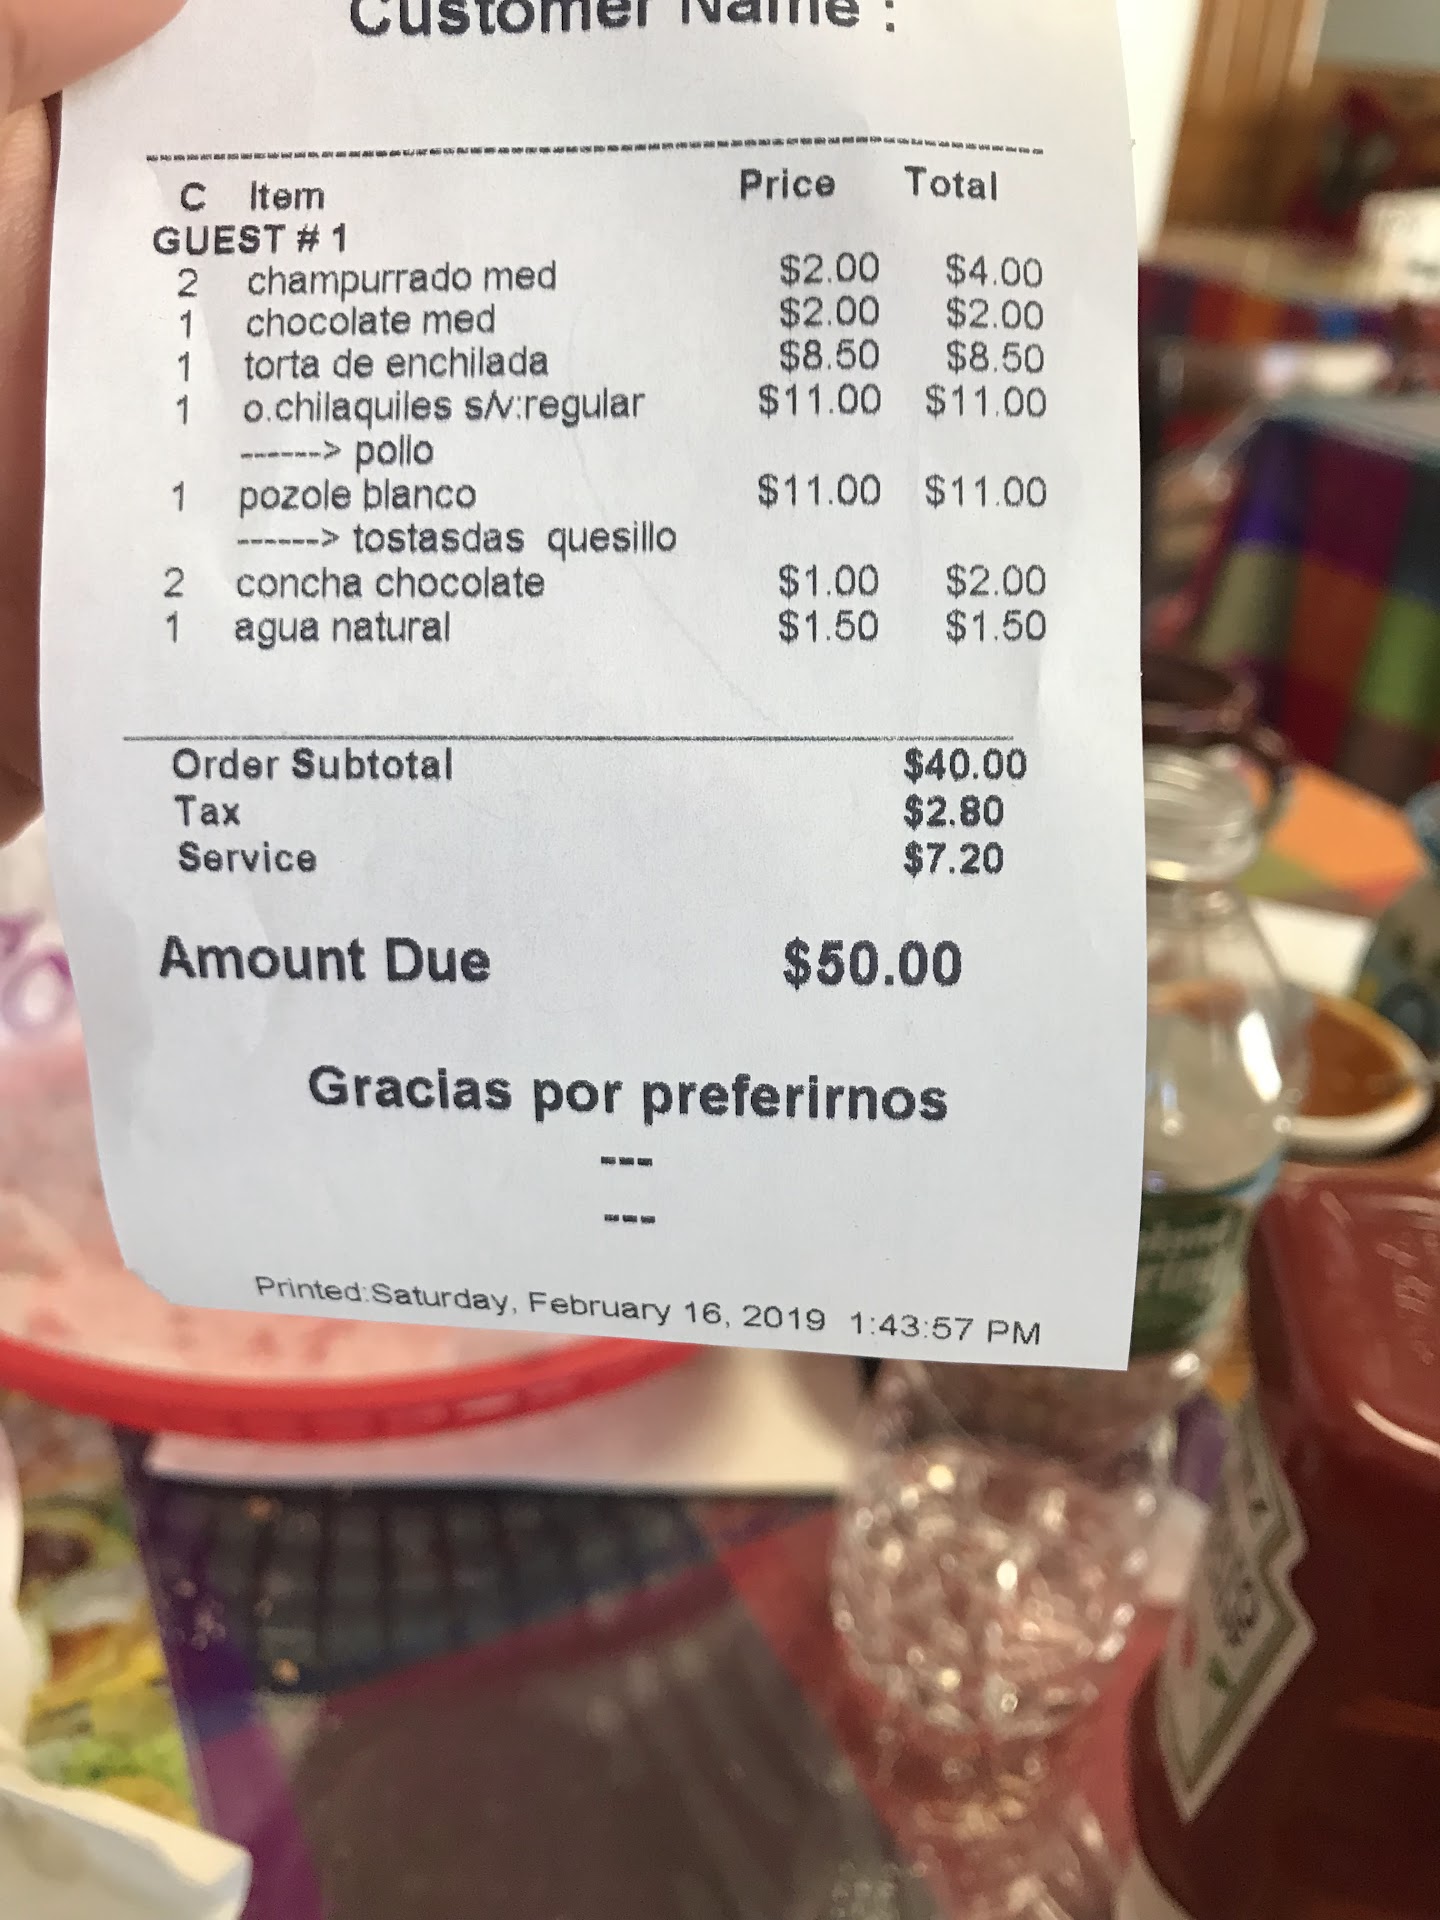 Customer Name :
C Item Price Total
GUEST # 1
2 champurrado med $2.00 $4.00
1 chocolate med $2.00 $2.00
1 torta de enchilada $8.50 $8.50
1 o.chilaquiles s/v:regular $11.00 $11.00
------> pollo
1 pozole blanco $11.00 $11.00
------> tostasdas quesillo
2 concha chocolate $1.00 $2.00
1 agua natural $1.50 $1.50
Order Subtotal $40.00
Tax $2.80
Service $7.20
Amount Due $50.00
Gracias por preferirnos
---
---
Printed:Saturday, February 16, 2019 1:43:57 PM